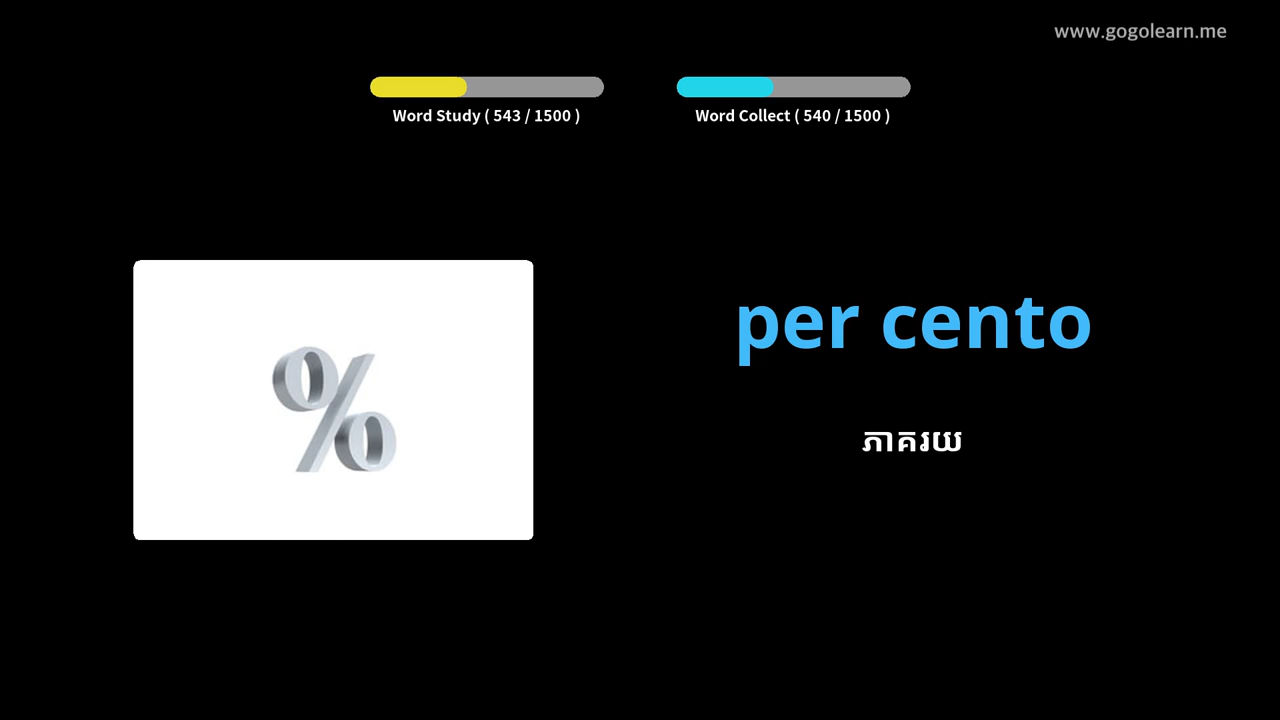 www.gogolearn.me
Word Study ( 543 / 1500 )
Word Collect ( 540 / 1500 )
%
per cento
ភាគរយ